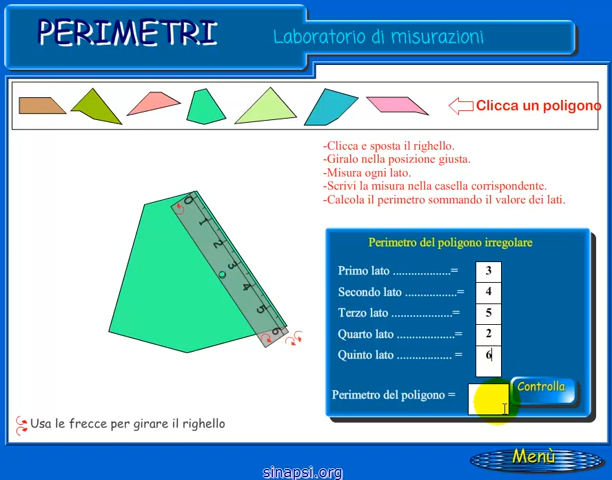 PERIMETRI
Laboratorio di misurazioni
Clicca un poligono
-Clicca e sposta il righello.
-Giralo nella posizione giusta.
-Misura ogni lato.
-Scrivi la misura nella casella corrispondente.
-Calcola il perimetro sommando il valore dei lati.
0 1 2 3 4 5 6
Perimetro del poligono irregolare
Primo lato ...................= 3
Secondo lato .................= 4
Terzo lato ....................= 5
Quarto lato ...................= 2
Quinto lato ................. = 6
Perimetro del poligono =
Controlla
Usa le frecce per girare il righello
Menù
sinapsi.org